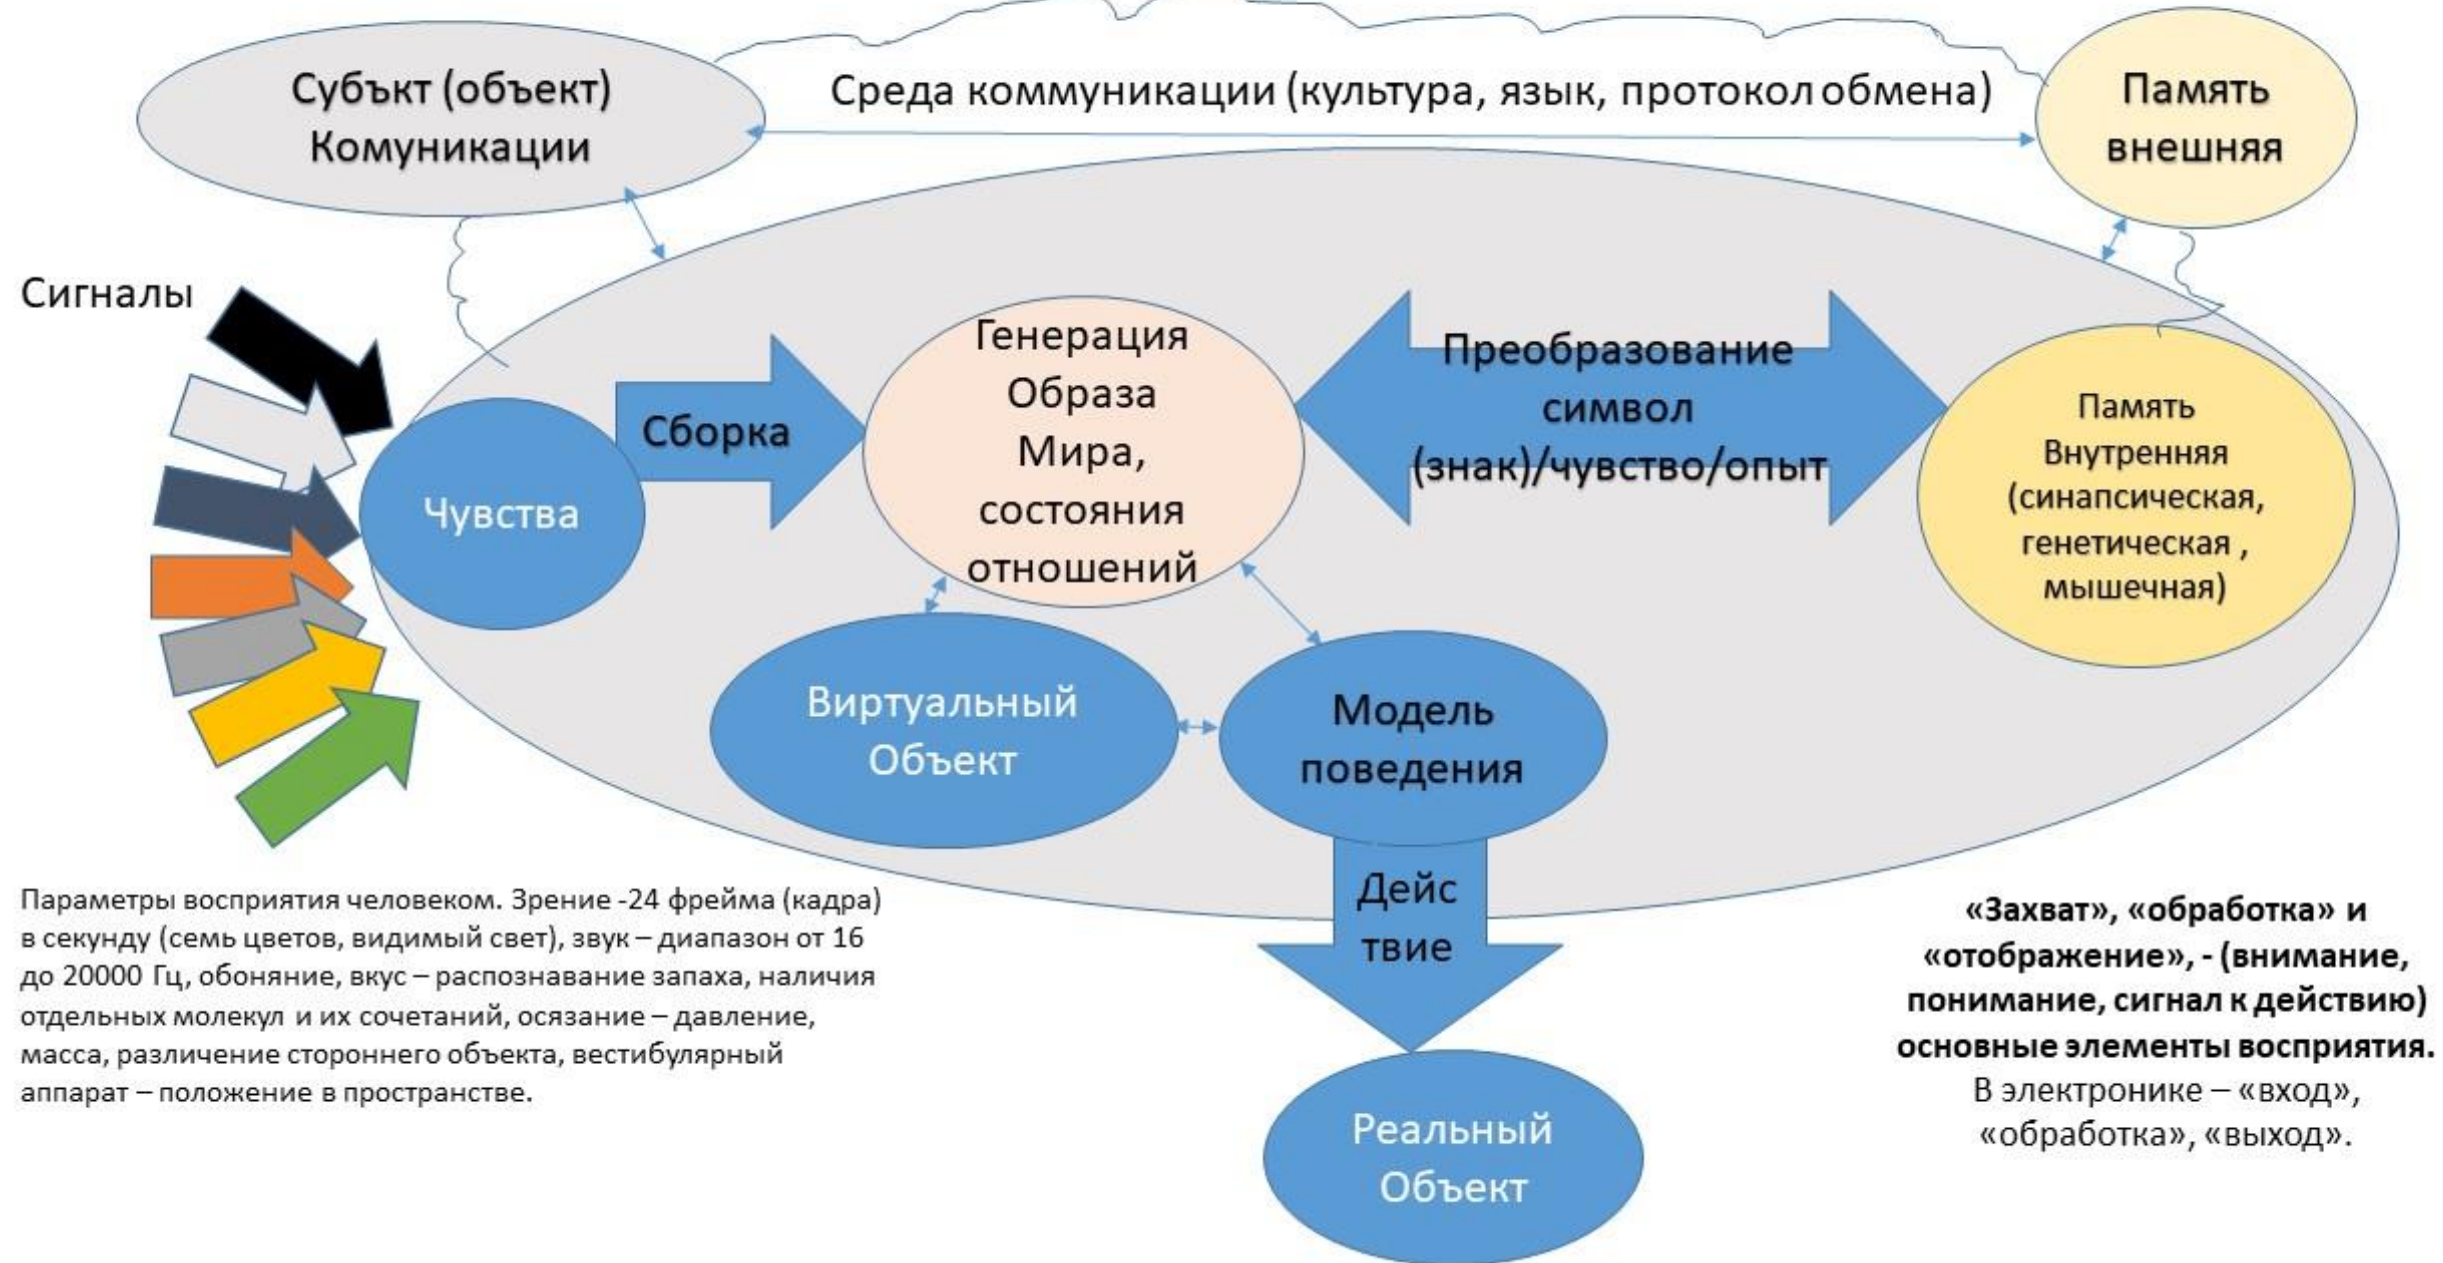 Субъкт (объект)
Комуникации
Среда коммуникации (культура, язык, протокол обмена)
Память
внешняя
Сигналы
Чувства
Сборка
Генерация
Образа
Мира,
состояния
отношений
Преобразование
символ
(знак)/чувство/опыт
Память
Внутренняя
(синапсическая,
генетическая ,
мышечная)
Виртуальный
Объект
Модель
поведения
Дейс
твие
Реальный
Объект
Параметры восприятия человеком. Зрение -24 фрейма (кадра)
в секунду (семь цветов, видимый свет), звук – диапазон от 16
до 20000 Гц, обоняние, вкус – распознавание запаха, наличия
отдельных молекул и их сочетаний, осязание – давление,
масса, различение стороннего объекта, вестибулярный
аппарат – положение в пространстве.
«Захват», «обработка» и
«отображение», - (внимание,
понимание, сигнал к действию)
основные элементы восприятия.
В электронике – «вход»,
«обработка», «выход».